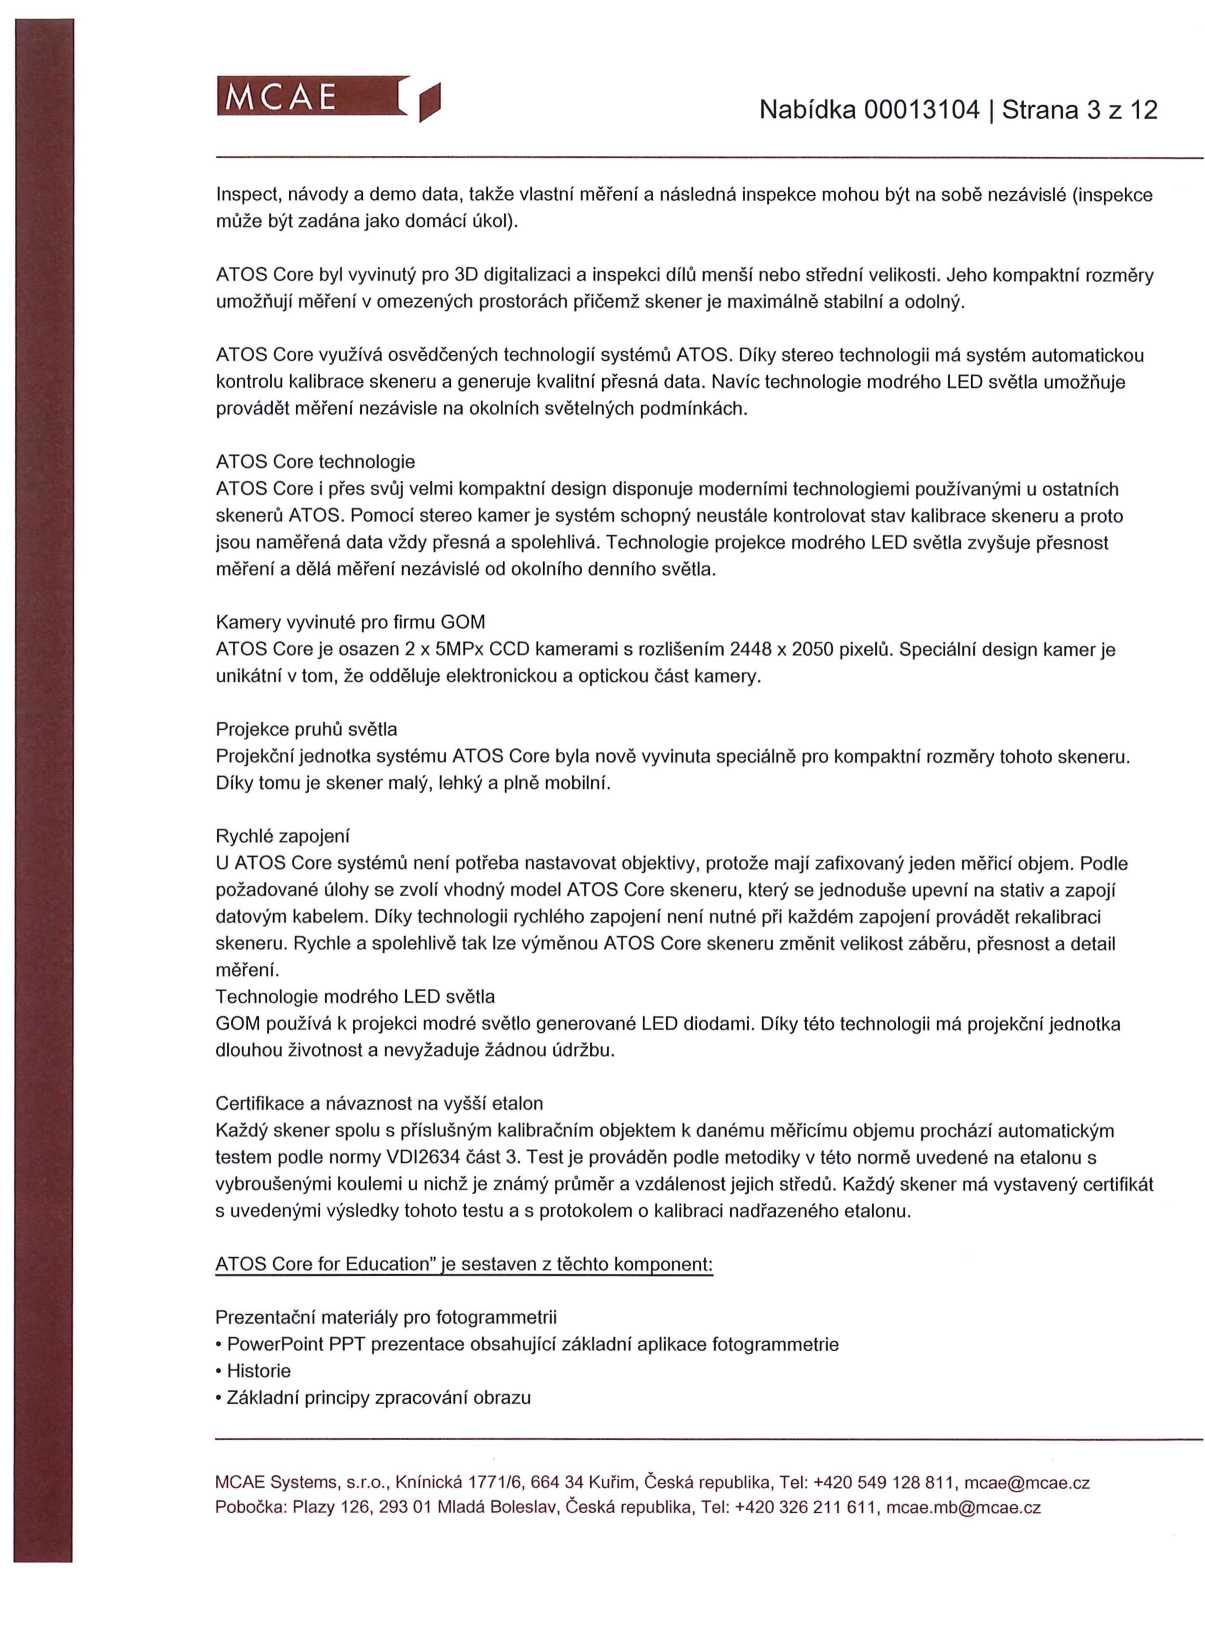 MCAE
Nabídka 00013104 | Strana 3 z 12
Inspect, návody a demo data, takže vlastní měření a následná inspekce mohou být na sobě nezávislé (inspekce
může být zadána jako domácí úkol).
ATOS Core byl vyvinutý pro 3D digitalizaci a inspekci dílů menší nebo střední velikosti. Jeho kompaktní rozměry
umožňují měření v omezených prostorách přičemž skener je maximálně stabilní a odolný.
ATOS Core využívá osvědčených technologií systémů ATOS. Díky stereo technologii má systém automatickou
kontrolu kalibrace skeneru a generuje kvalitní přesná data. Navíc technologie modrého LED světla umožňuje
provádět měření nezávisle na okolních světelných podmínkách.
ATOS Core technologie
ATOS Core i přes svůj velmi kompaktní design disponuje moderními technologiemi používanými u ostatních
skenerů ATOS. Pomocí stereo kamer je systém schopný neustále kontrolovat stav kalibrace skeneru a proto
jsou naměřená data vždy přesná a spolehlivá. Technologie projekce modrého LED světla zvyšuje přesnost
měření a dělá měření nezávislé od okolního denního světla.
Kamery vyvinuté pro firmu GOM
ATOS Core je osazen 2 x 5MPx CCD kamerami s rozlišením 2448 x 2050 pixelů. Speciální design kamer je
unikátní v tom, že odděluje elektronickou a optickou část kamery.
Projekce pruhů světla
Projekční jednotka systému ATOS Core byla nově vyvinuta speciálně pro kompaktní rozměry tohoto skeneru.
Díky tomu je skener malý, lehký a plně mobilní.
Rychlé zapojení
U ATOS Core systémů není potřeba nastavovat objektivy, protože mají zafixovaný jeden měřicí objem. Podle
požadované úlohy se zvolí vhodný model ATOS Core skeneru, který se jednoduše upevní na stativ a zapojí
datovým kabelem. Díky technologii rychlého zapojení není nutné při každém zapojení provádět rekalibraci
skeneru. Rychle a spolehlivě tak lze výměnou ATOS Core skeneru změnit velikost záběru, přesnost a detail
měření.
Technologie modrého LED světla
GOM používá k projekci modré světlo generované LED diodami. Díky této technologii má projekční jednotka
dlouhou životnost a nevyžaduje žádnou údržbu.
Certifikace a návaznost na vyšší etalon
Každý skener spolu s příslušným kalibračním objektem k danému měřicímu objemu prochází automatickým
testem podle normy VDI2634 část 3. Test je prováděn podle metodiky v této normě uvedené na etalonu s
vybroušenými koulemi u nichž je známý průměr a vzdálenost jejich středů. Každý skener má vystavený certifikát
s uvedenými výsledky tohoto testu a s protokolem o kalibraci nadřazeného etalonu.
ATOS Core for Education" je sestaven z těchto komponent:
Prezentační materiály pro fotogrammetrii
• PowerPoint PPT prezentace obsahující základní aplikace fotogrammetrie
• Historie
• Základní principy zpracování obrazu
MCAE Systems, s.r.o., Knínická 1771/6, 664 34 Kuřim, Česká republika, Tel: +420 549 128 811, mcae@mcae.cz
Pobočka: Plazy 126, 293 01 Mladá Boleslav, Česká republika, Tel: +420 326 211 611, mcae.mb@mcae.cz